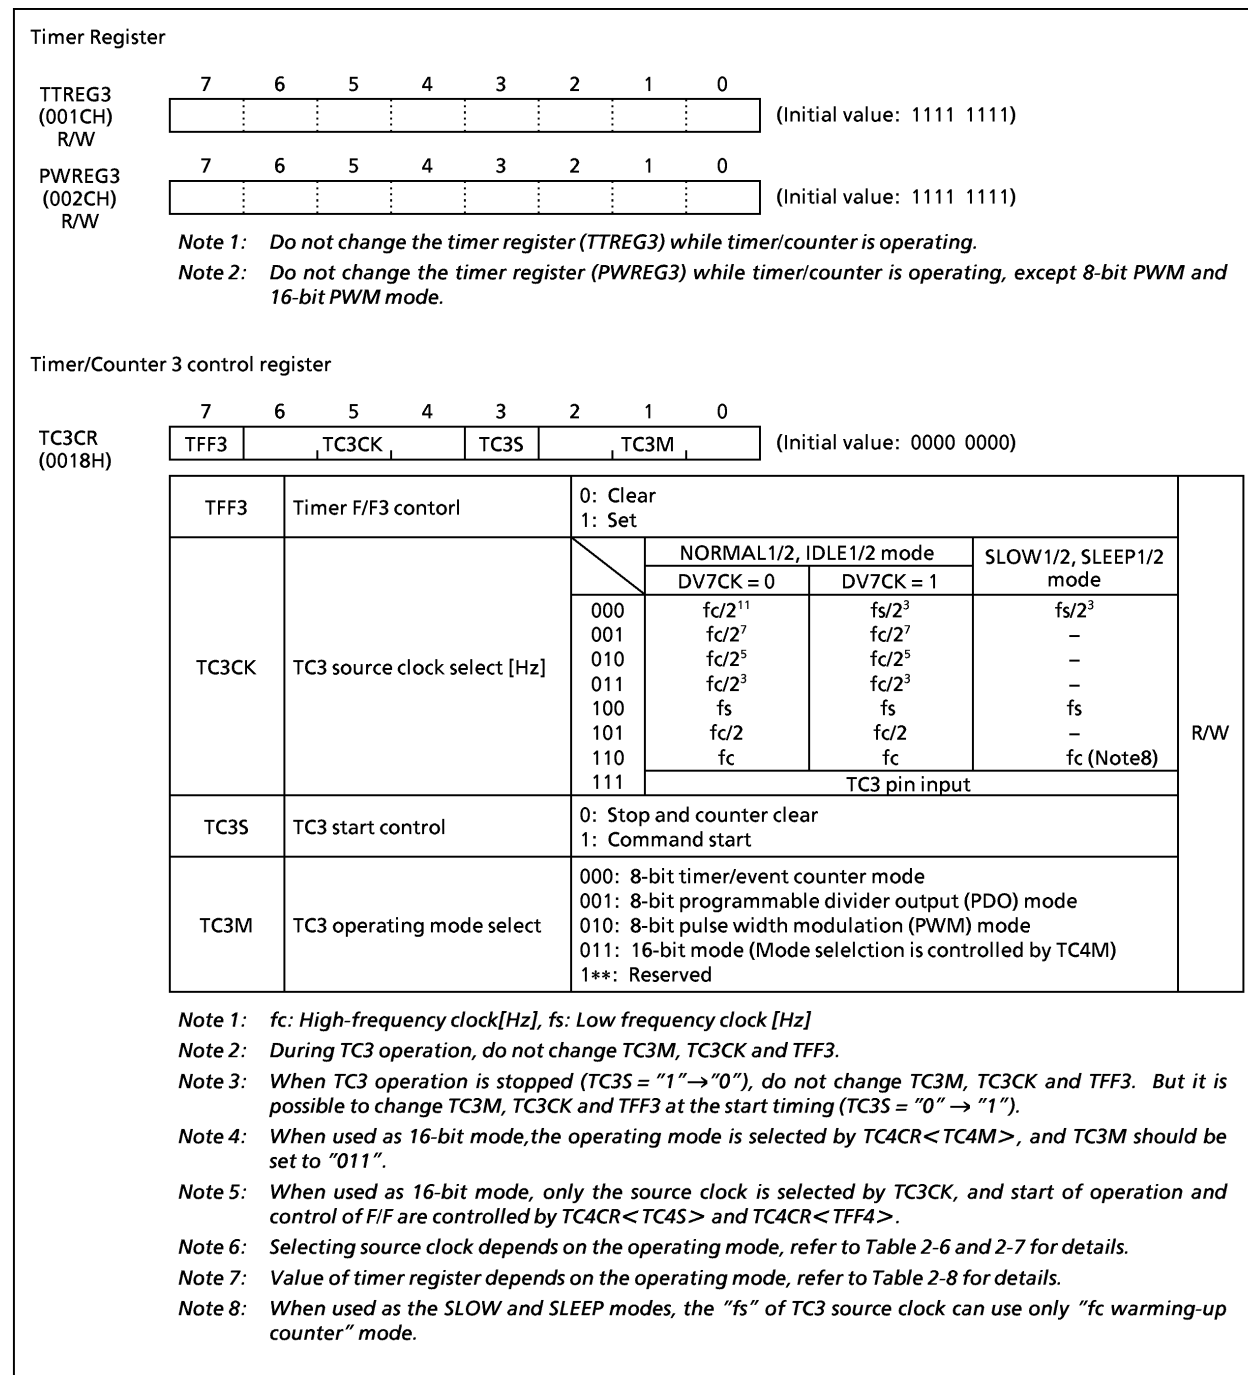 Timer Register
7 6 5 4 3 2 1 0
TTREG3
(001CH)
R/W
(Initial value: 1111 1111)
7 6 5 4 3 2 1 0
PWREG3
(002CH)
R/W
(Initial value: 1111 1111)
Note 1: Do not change the timer register (TTREG3) while timer/counter is operating.
Note 2: Do not change the timer register (PWREG3) while timer/counter is operating, except 8-bit PWM and
16-bit PWM mode.
Timer/Counter 3 control register
7 6 5 4 3 2 1 0
TC3CR
(0018H)
TFF3 TC3CK TC3S TC3M (Initial value: 0000 0000)
TFF3 Timer F/F3 contorl
0: Clear
1: Set
R/W
TC3CK TC3 source clock select [Hz]
NORMAL1/2, IDLE1/2 mode SLOW1/2, SLEEP1/2
mode
DV7CK = 0 DV7CK = 1
000 fc/2¹¹ fs/2³ fs/2³
001 fc/2⁷ fc/2⁷ –
010 fc/2⁵ fc/2⁵ –
011 fc/2³ fc/2³ –
100 fs fs fs
101 fc/2 fc/2 –
110 fc fc fc (Note8)
111 TC3 pin input
TC3S TC3 start control
0: Stop and counter clear
1: Command start
TC3M TC3 operating mode select
000: 8-bit timer/event counter mode
001: 8-bit programmable divider output (PDO) mode
010: 8-bit pulse width modulation (PWM) mode
011: 16-bit mode (Mode selelction is controlled by TC4M)
1∗∗: Reserved
Note 1: fc: High-frequency clock[Hz], fs: Low frequency clock [Hz]
Note 2: During TC3 operation, do not change TC3M, TC3CK and TFF3.
Note 3: When TC3 operation is stopped (TC3S = "1"→"0"), do not change TC3M, TC3CK and TFF3. But it is
possible to change TC3M, TC3CK and TFF3 at the start timing (TC3S = "0" → "1").
Note 4: When used as 16-bit mode,the operating mode is selected by TC4CR<TC4M>, and TC3M should be
set to "011".
Note 5: When used as 16-bit mode, only the source clock is selected by TC3CK, and start of operation and
control of F/F are controlled by TC4CR<TC4S> and TC4CR<TFF4>.
Note 6: Selecting source clock depends on the operating mode, refer to Table 2-6 and 2-7 for details.
Note 7: Value of timer register depends on the operating mode, refer to Table 2-8 for details.
Note 8: When used as the SLOW and SLEEP modes, the "fs" of TC3 source clock can use only "fc warming-up
counter" mode.